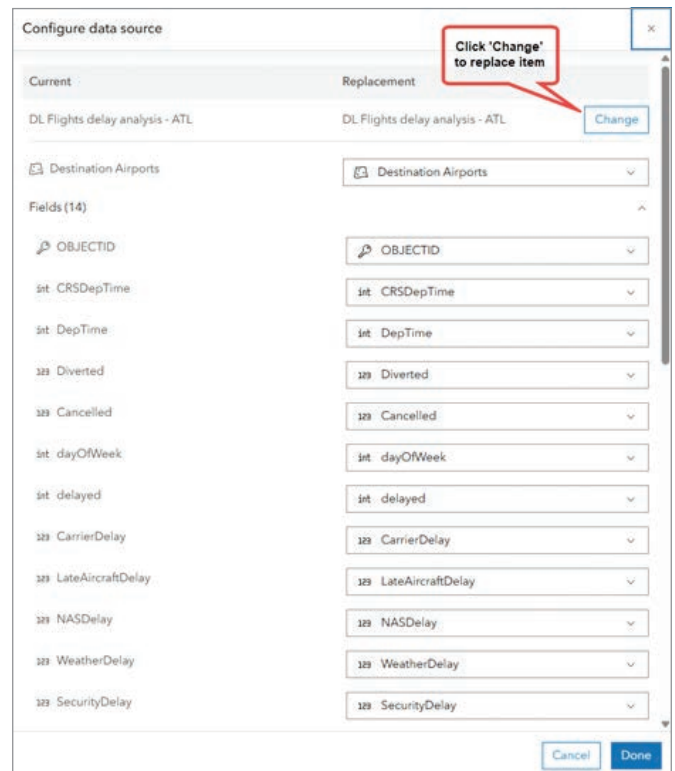 Configure data source
×
Click 'Change'
to replace item
Current Replacement
DL Flights delay analysis - ATL DL Flights delay analysis - ATL Change
Destination Airports Destination Airports
Fields (14)
OBJECTID OBJECTID
int CRSDepTime int CRSDepTime
int DepTime int DepTime
123 Diverted 123 Diverted
123 Cancelled 123 Cancelled
int dayOfWeek int dayOfWeek
int delayed int delayed
123 CarrierDelay 123 CarrierDelay
123 LateAircraftDelay 123 LateAircraftDelay
123 NASDelay 123 NASDelay
123 WeatherDelay 123 WeatherDelay
123 SecurityDelay 123 SecurityDelay
Cancel Done